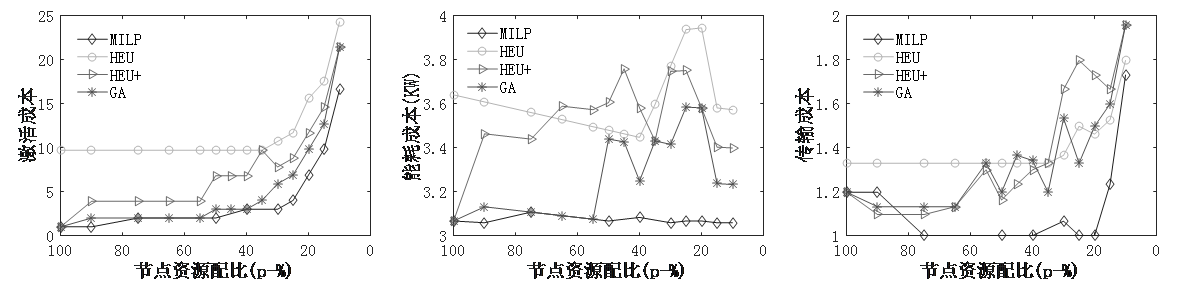 激活成本
25
20
15
10
5
0
MILP
HEU
HEU+
GA
100 80 60 40 20 0
节点资源配比(p-%)
能耗成本(KW)
4
3.8
3.6
3.4
3.2
3
MILP
HEU
HEU+
GA
100 80 60 40 20 0
节点资源配比(p-%)
传输成本
2
1.8
1.6
1.4
1.2
1
MILP
HEU
HEU+
GA
100 80 60 40 20 0
节点资源配比(p-%)